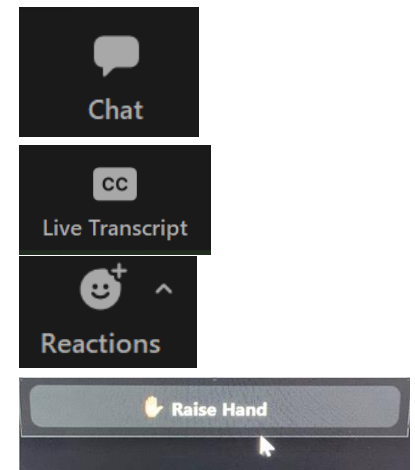 Chat
CC
Live Transcript
Reactions
Raise Hand